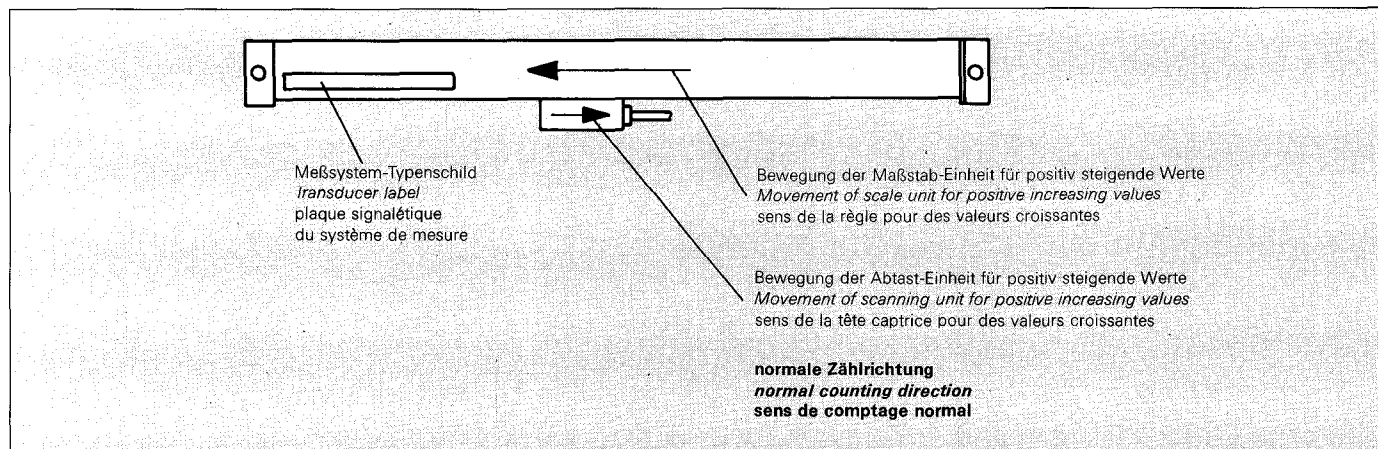 Meßsystem-Typenschild
Transducer label
plaque signalétique
du système de mesure
Bewegung der Maßstab-Einheit für positiv steigende Werte
Movement of scale unit for positive increasing values
sens de la règle pour des valeurs croissantes
Bewegung der Abtast-Einheit für positiv steigende Werte
Movement of scanning unit for positive increasing values
sens de la tête captrice pour des valeurs croissantes
normale Zählrichtung
normal counting direction
sens de comptage normal